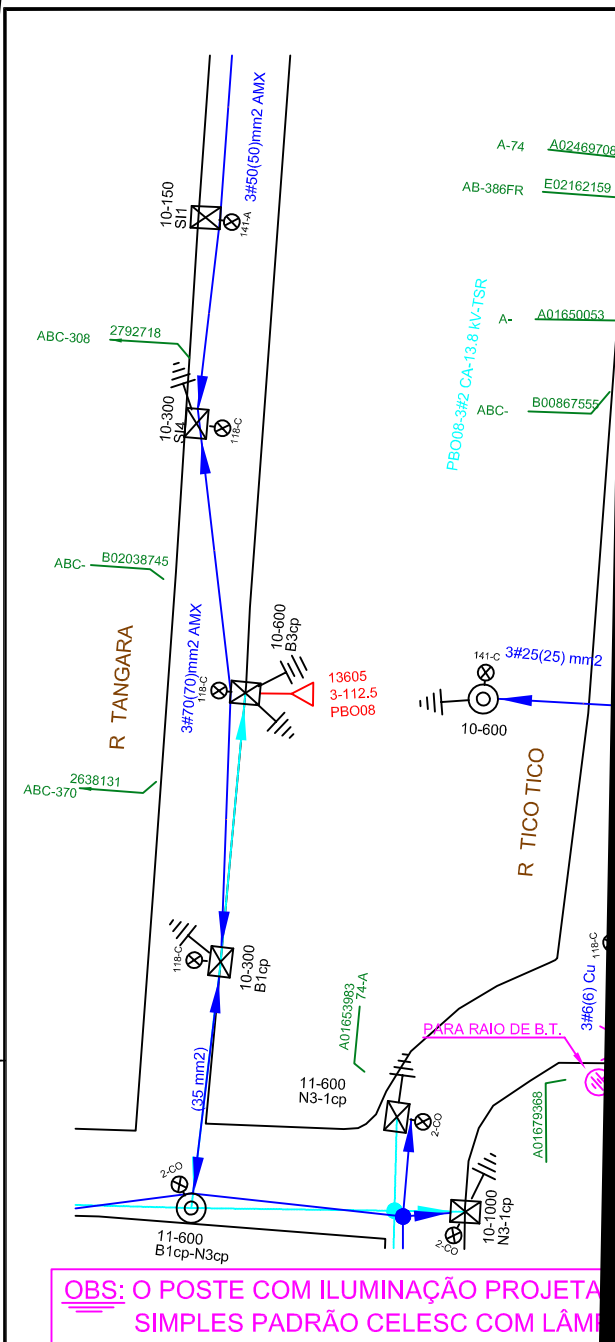 3#50(50)mm2 AMX
A-74 A02469708
AB-386FR E02162159
10-150
SI1
141-A
A- A01650053
PBO08-3#2 CA-13.8 kV-TSR
ABC-308 2792718
ABC- B00867555
10-300
SI4
118-C
ABC- B02038745
R TANGARA
3#70(70)mm2 AMX
118-C
10-600
B3cp
13605
3-112.5
PBO08
141-C
3#25(25) mm2
10-600
R TICO TICO
ABC-370 2638131
118-C
10-300
B1cp
118-C
3#6(6) Cu
A01653983
74-A
PARA RAIO DE B.T.
(35 mm2)
11-600
N3-1cp
2-CO
A01679368
2-CO
11-600
B1cp-N3cp
10-1000
N3-1cp
2-CO
OBS: O POSTE COM ILUMINAÇÃO PROJETA
SIMPLES PADRÃO CELESC COM